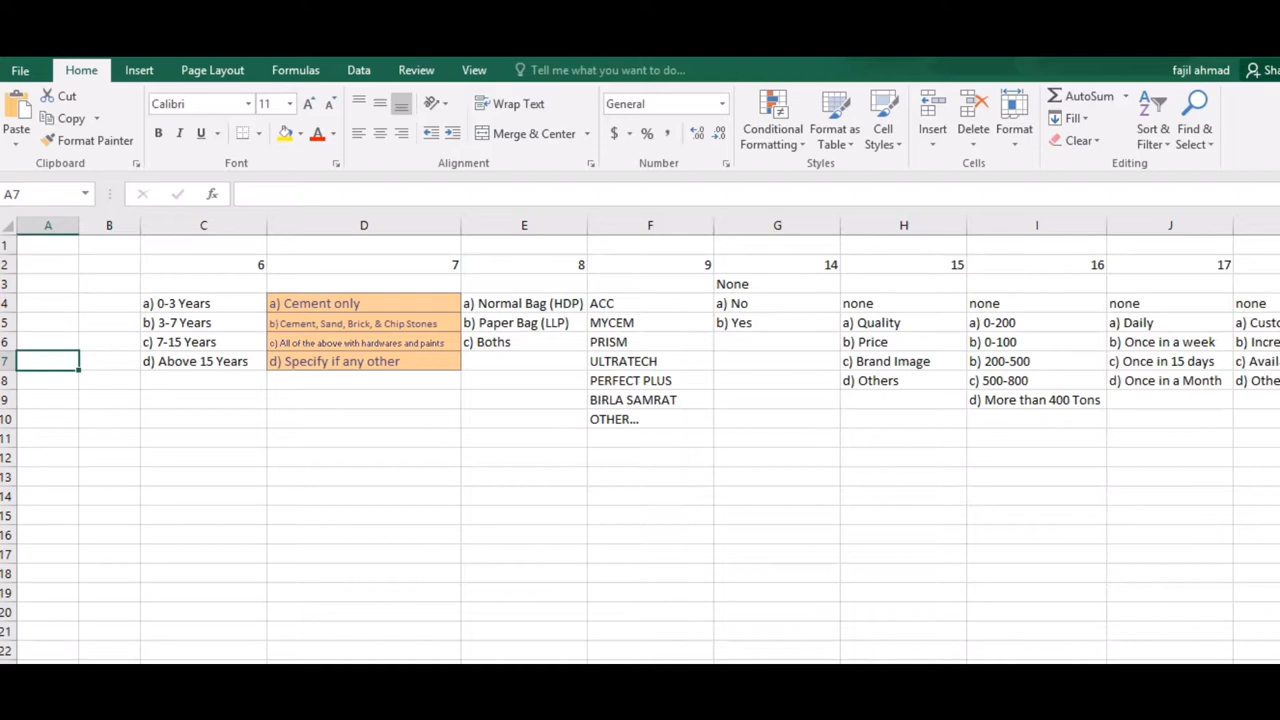 File Home Insert Page Layout Formulas Data Review View Tell me what you want to do... fajil ahmad
Cut
Copy
Format Painter
Paste
Clipboard
Calibri 11
B I U
Font
Wrap Text
Merge & Center
Alignment
General
$ % ,
Number
Conditional Formatting
Format as Table
Cell Styles
Styles
Insert Delete Format
Cells
AutoSum
Fill
Clear
Sort & Filter
Find & Select
Editing
A7 fx
A B C D E F G H I J
1
2 6 7 8 9 14 15 16 17
3 None
4 a) 0-3 Years a) Cement only a) Normal Bag (HDP) ACC a) No none none none none
5 b) 3-7 Years b) Cement, Sand, Brick, & Chip Stones b) Paper Bag (LLP) MYCEM b) Yes a) Quality a) 0-200 a) Daily
6 c) 7-15 Years c) All of the above with hardwares and paints c) Boths PRISM b) Price b) 0-100 b) Once in a week
7 d) Above 15 Years d) Specify if any other ULTRATECH c) Brand Image b) 200-500 c) Once in 15 days
8 PERFECT PLUS d) Others c) 500-800 d) Once in a Month
9 BIRLA SAMRAT d) More than 400 Tons
10 OTHER...
11
12
13
14
15
16
17
18
19
20
21
22